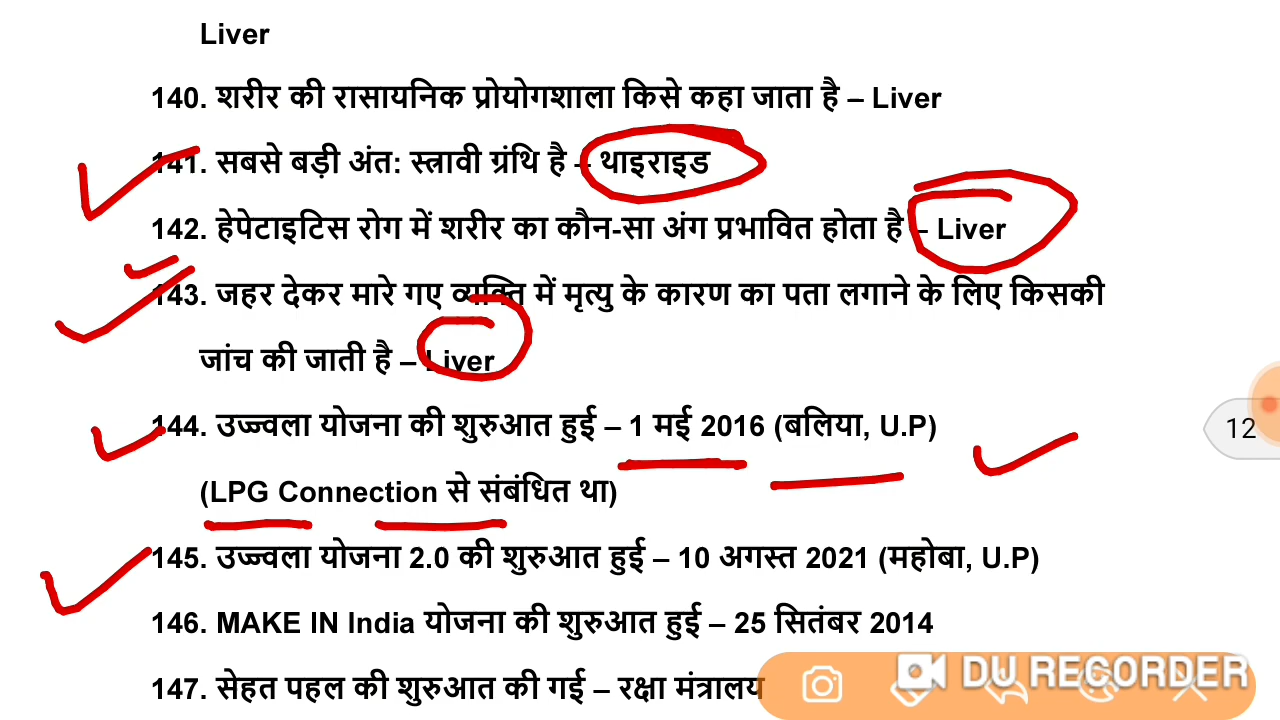 Liver
140. शरीर की रासायनिक प्रोयोगशाला किसे कहा जाता है – Liver
141. सबसे बड़ी अंत: स्त्रावी ग्रंथि है – थाइराइड
142. हेपेटाइटिस रोग में शरीर का कौन-सा अंग प्रभावित होता है – Liver
143. जहर देकर मारे गए व्यक्ति में मृत्यु के कारण का पता लगाने के लिए किसकी
जांच की जाती है – Liver
144. उज्ज्वला योजना की शुरुआत हुई – 1 मई 2016 (बलिया, U.P)
12
(LPG Connection से संबंधित था)
145. उज्ज्वला योजना 2.0 की शुरुआत हुई – 10 अगस्त 2021 (महोबा, U.P)
146. MAKE IN India योजना की शुरुआत हुई – 25 सितंबर 2014
147. सेहत पहल की शुरुआत की गई – रक्षा मंत्रालय
DU RECORDER